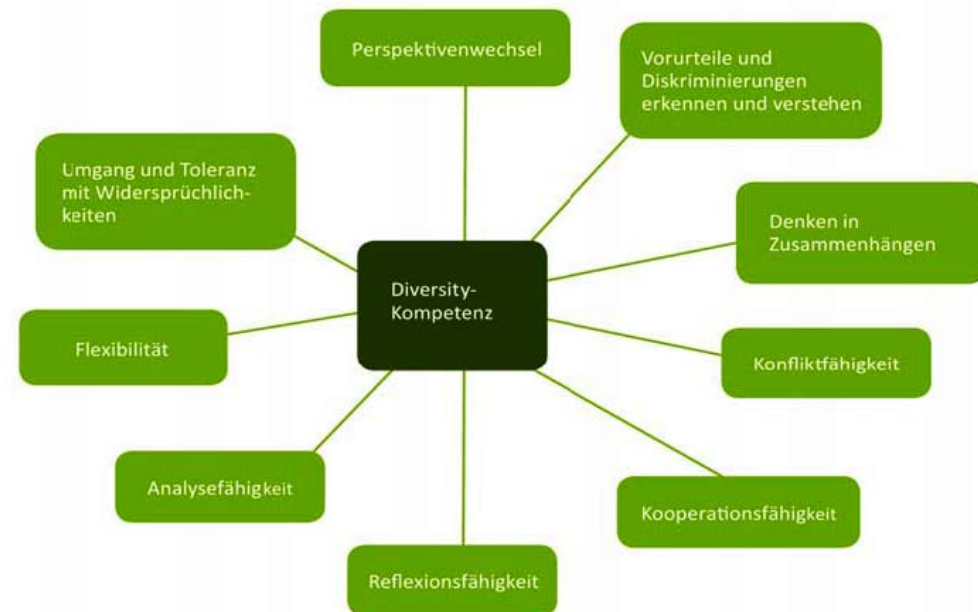 Perspektivenwechsel
Vorurteile und
Diskriminierungen
erkennen und verstehen
Umgang und Toleranz
mit Widersprüchlich-
keiten
Denken in
Zusammenhängen
Diversity-
Kompetenz
Flexibilität
Konfliktfähigkeit
Analysefähigkeit
Kooperationsfähigkeit
Reflexionsfähigkeit